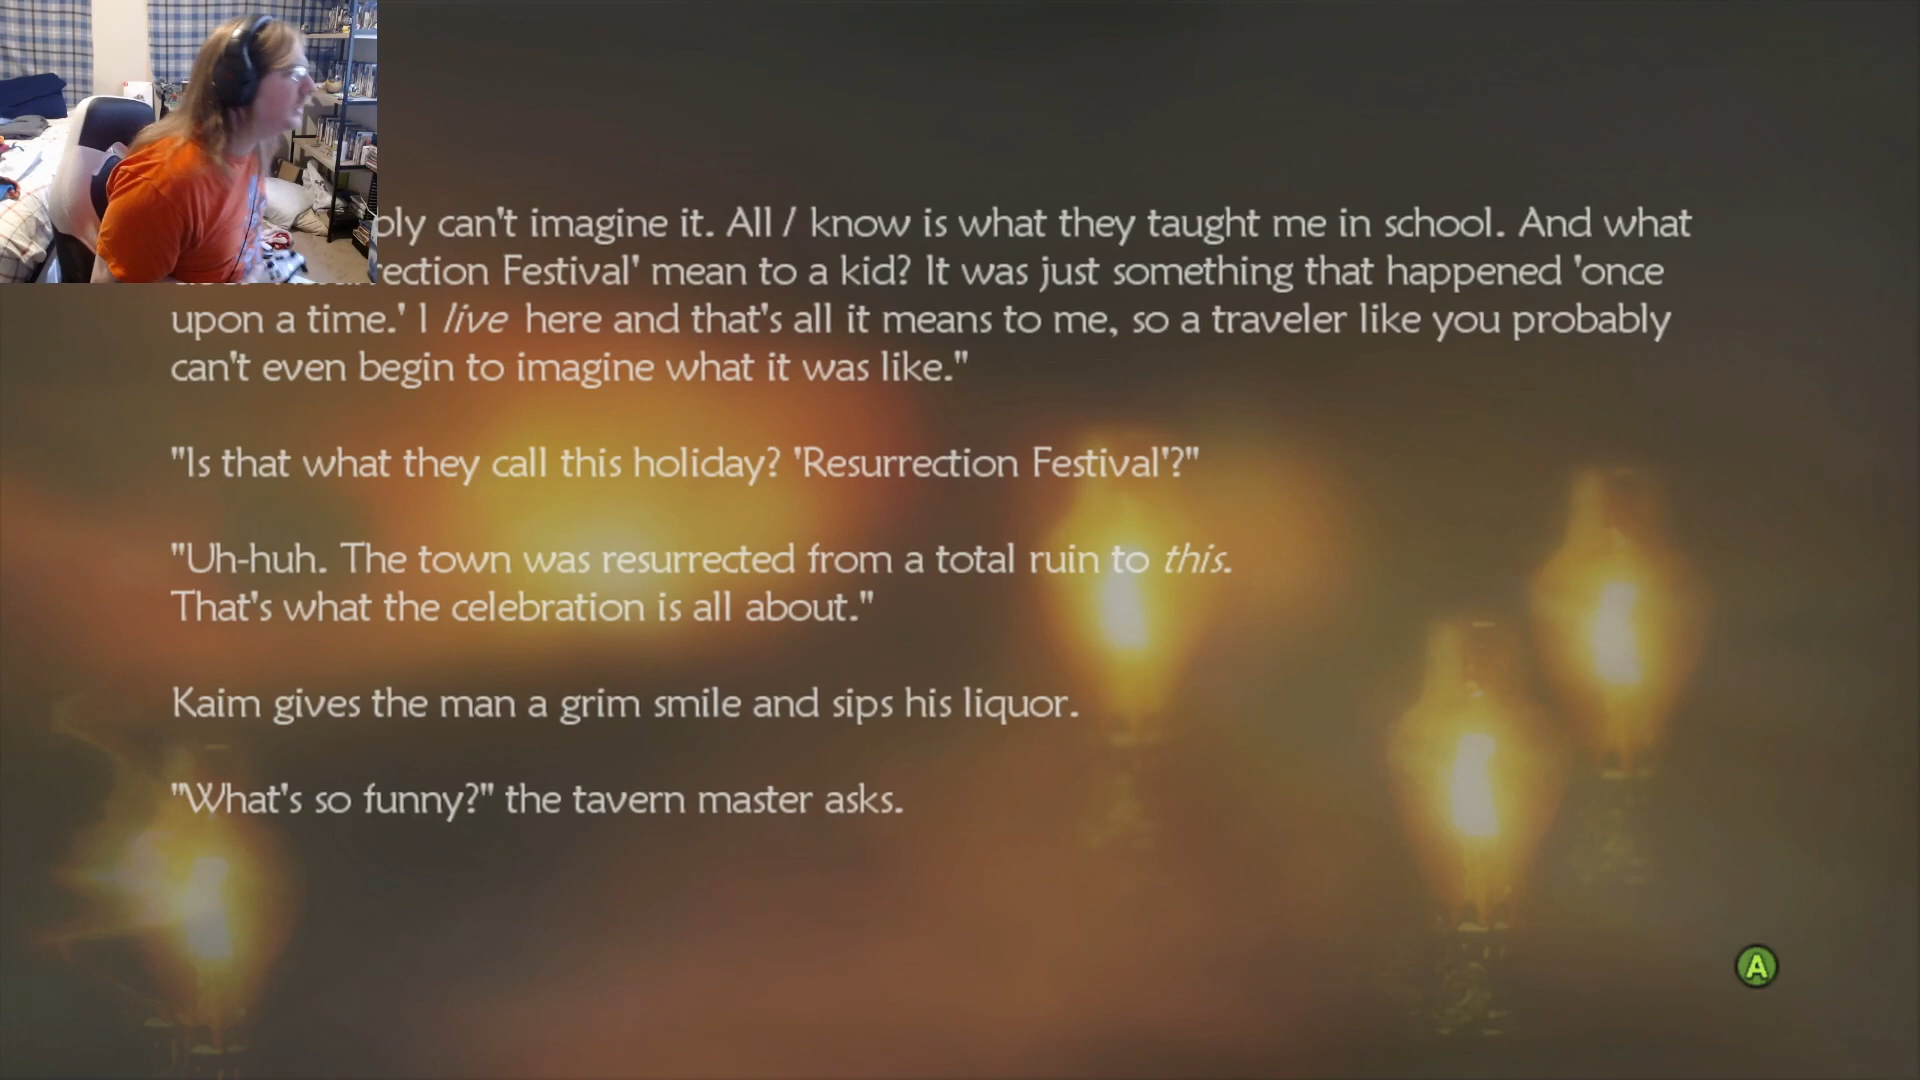 can't imagine it. All I know is what they taught me in school. And what
Festival' mean to a kid? It was just something that happened 'once
upon a time.' I live here and that's all it means to me, so a traveler like you probably
can't even begin to imagine what it was like."
"Is that what they call this holiday? 'Resurrection Festival'?"
"Uh-huh. The town was resurrected from a total ruin to this.
That's what the celebration is all about."
Kaim gives the man a grim smile and sips his liquor.
"What's so funny?" the tavern master asks.
A